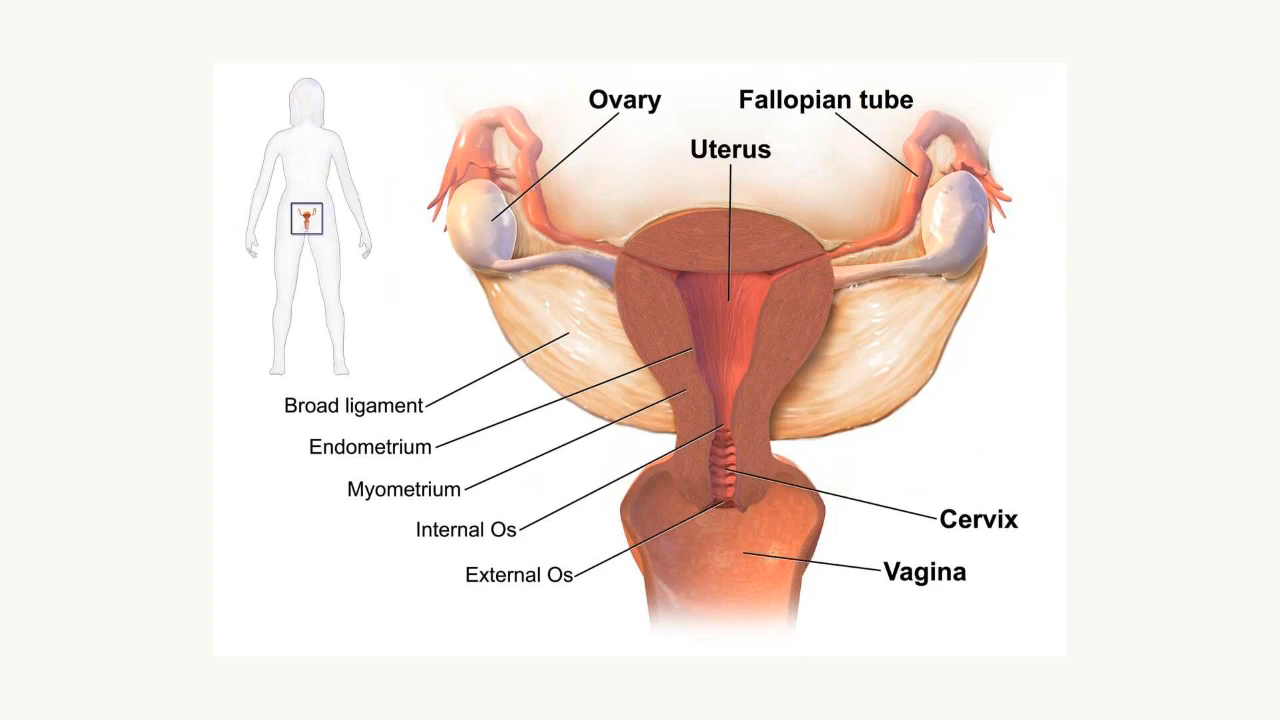 Ovary
Fallopian tube
Uterus
Broad ligament
Endometrium
Myometrium
Internal Os
External Os
Cervix
Vagina